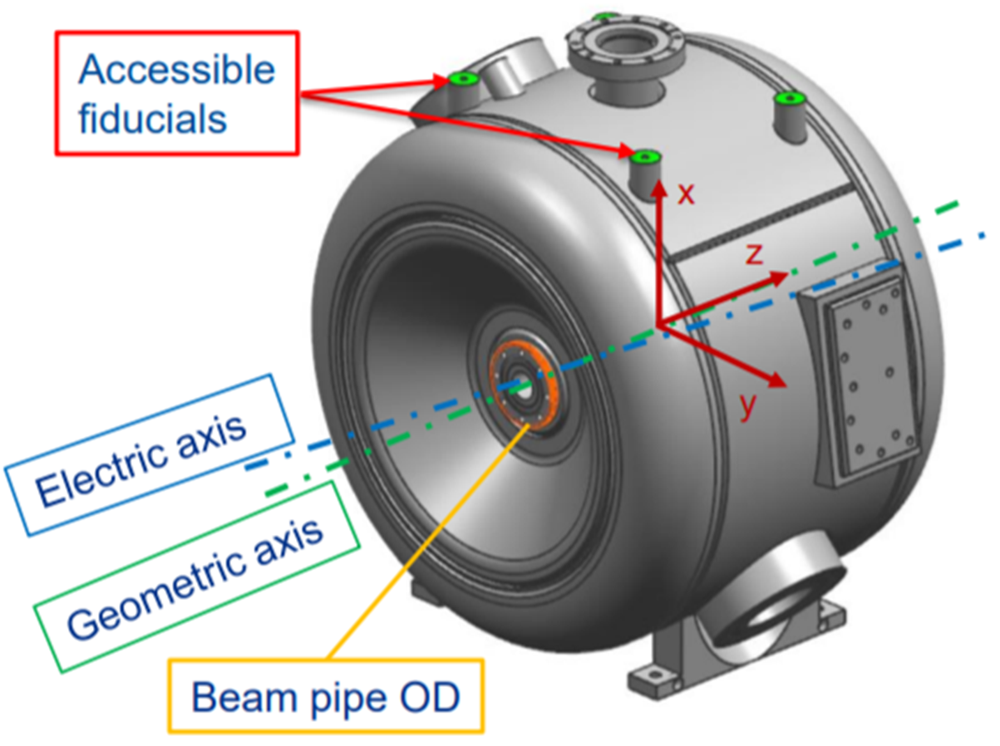 Accessible
fiducials
x
z
y
Electric axis
Geometric axis
Beam pipe OD